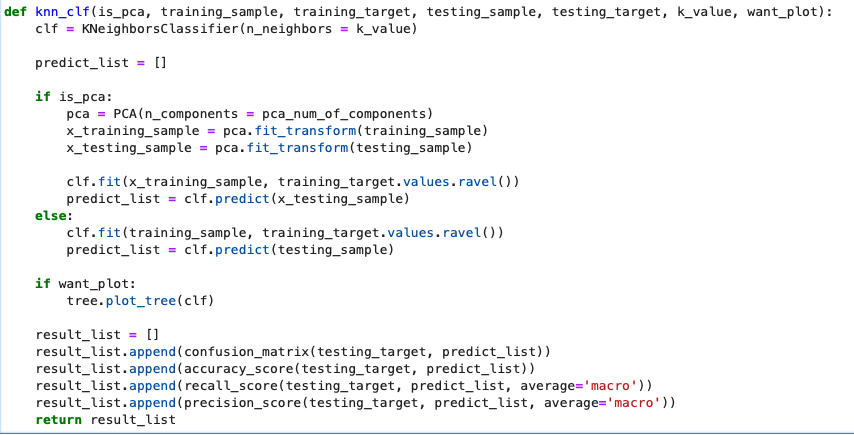 def knn_clf(is_pca, training_sample, training_target, testing_sample, testing_target, k_value, want_plot):
    clf = KNeighborsClassifier(n_neighbors = k_value)

    predict_list = []

    if is_pca:
        pca = PCA(n_components = pca_num_of_components)
        x_training_sample = pca.fit_transform(training_sample)
        x_testing_sample = pca.fit_transform(testing_sample)

        clf.fit(x_training_sample, training_target.values.ravel())
        predict_list = clf.predict(x_testing_sample)
    else:
        clf.fit(training_sample, training_target.values.ravel())
        predict_list = clf.predict(testing_sample)

    if want_plot:
        tree.plot_tree(clf)

    result_list = []
    result_list.append(confusion_matrix(testing_target, predict_list))
    result_list.append(accuracy_score(testing_target, predict_list))
    result_list.append(recall_score(testing_target, predict_list, average='macro'))
    result_list.append(precision_score(testing_target, predict_list, average='macro'))
    return result_list